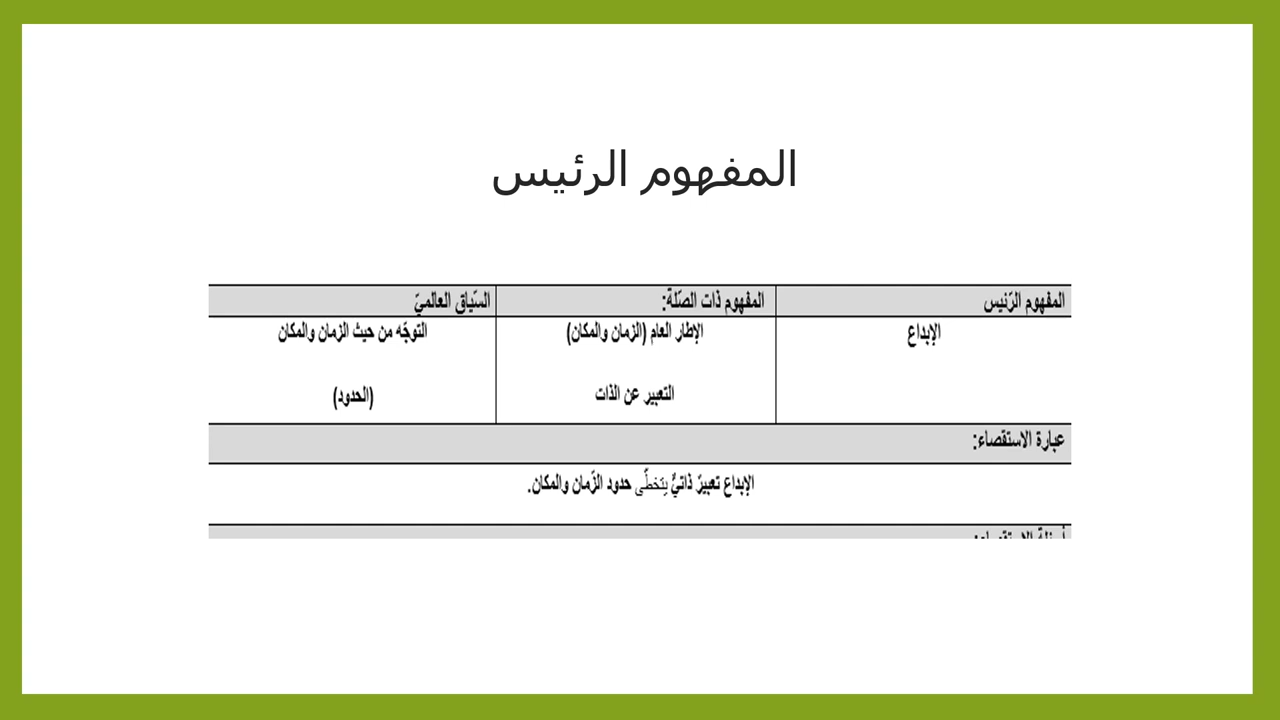 المفهوم الرئيس
المفهوم الرّئيس
المفهوم ذات الصّلة:
السّياق العالميّ
الإبداع
الإطار العام (الزمان والمكان)
التعبير عن الذات
التوجّه من حيث الزمان والمكان
(الحدود)
عبارة الاستقصاء:
الإبداع تعبيرٌ ذاتيٌّ يتخطّى حدود الزّمان والمكان.